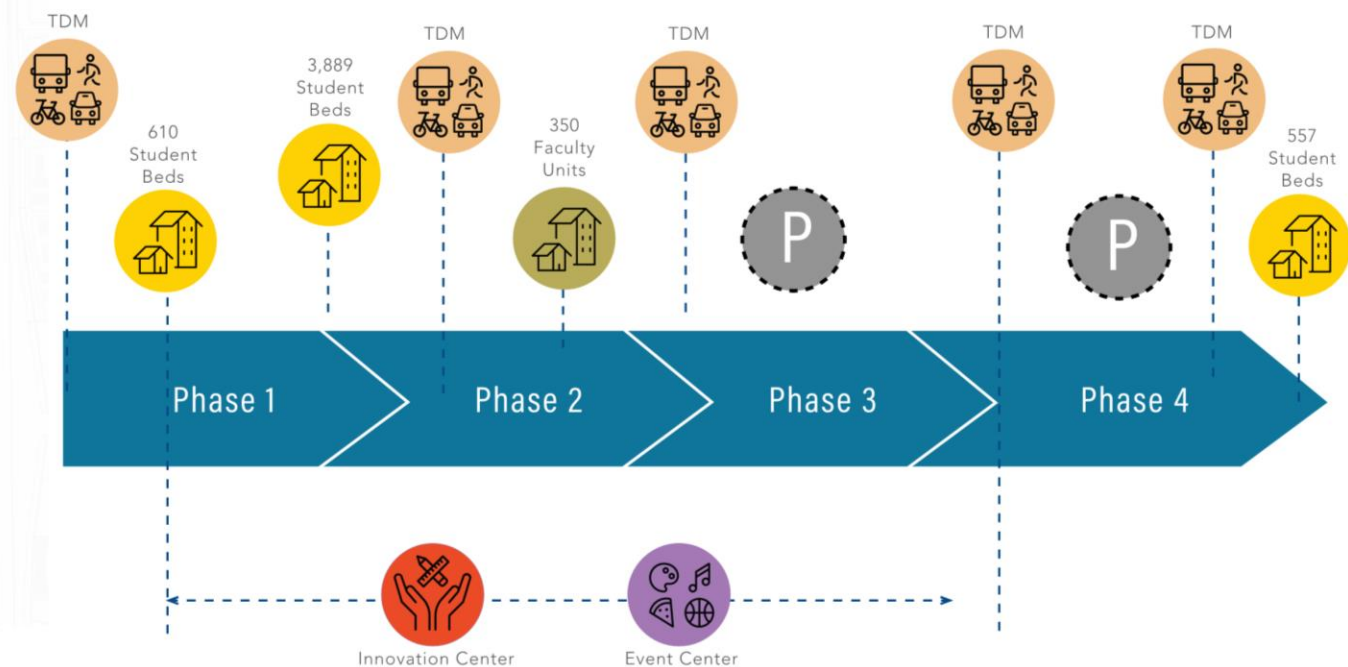 TDM
610
Student
Beds
3,889
Student
Beds
TDM
350
Faculty
Units
TDM
P
TDM
P
TDM
557
Student
Beds
Phase 1
Phase 2
Phase 3
Phase 4
Innovation Center
Event Center